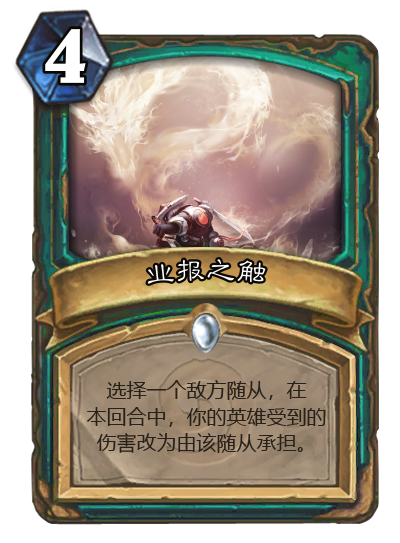 4
业报之触
选择一个敌方随从，在
本回合中，你的英雄受到的
伤害改为由该随从承担。